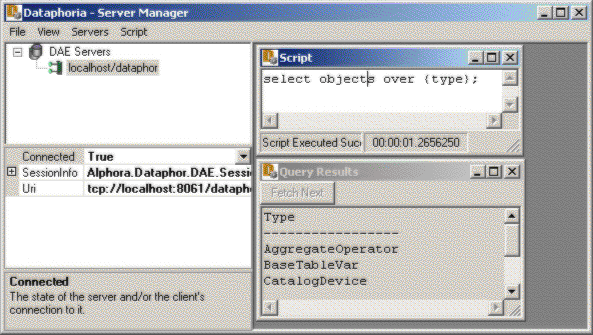 Dataphoria - Server Manager
File View Servers Script
DAE Servers
localhost/dataphor
Connected True
SessionInfo Alphora.Dataphor.DAE.Sessi
Uri tcp://localhost:8061/dataph
Connected
The state of the server and/or the client's
connection to it.
Script
select objects over {type};
Script Executed Suc 00:00:01.2656250
Query Results
Fetch Next
Type
-----------------
AggregateOperator
BaseTableVar
CatalogDevice